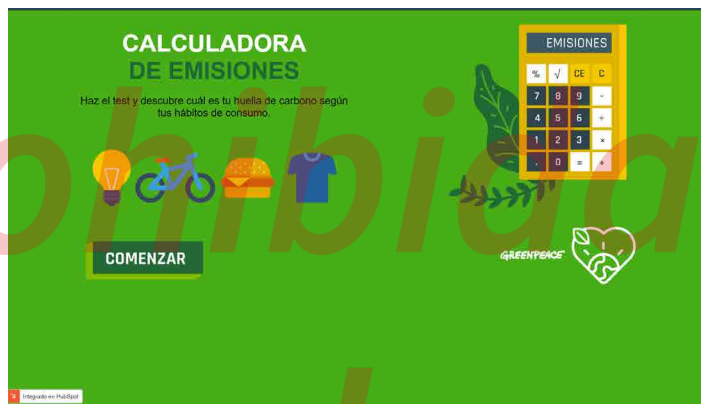 CALCULADORA
DE EMISIONES
Haz el test y descubre cuál es tu huella de carbono según
tus hábitos de consumo.
COMENZAR
EMISIONES
% √ CE C
7 8 9 -
4 5 6 ÷
1 2 3 ×
. 0 = +
GREENPEACE
Integrado en HubSpot
ohibida